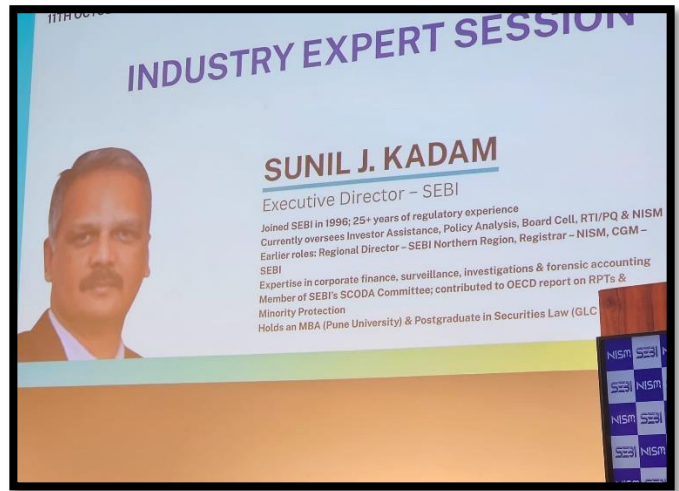 11TH
INDUSTRY EXPERT SESSION
SUNIL J. KADAM
Executive Director – SEBI
Joined SEBI in 1996; 25+ years of regulatory experience
Currently oversees Investor Assistance, Policy Analysis, Board Cell, RTI/PQ & NISM
Earlier roles: Regional Director – SEBI Northern Region, Registrar – NISM, CGM –
SEBI
Expertise in corporate finance, surveillance, investigations & forensic accounting
Member of SEBI's SCODA Committee; contributed to OECD report on RPTs &
Minority Protection
Holds an MBA (Pune University) & Postgraduate in Securities Law (GLC
NISM SEBI
SEBI NISM
NISM SEBI
SEBI NISM
NISM SEBI